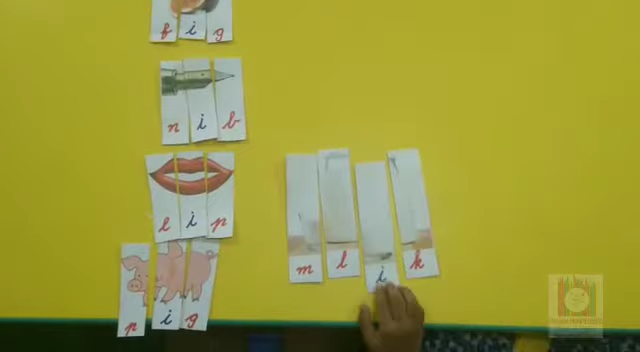 f i g
n i b
l i p
p i g
m l i k